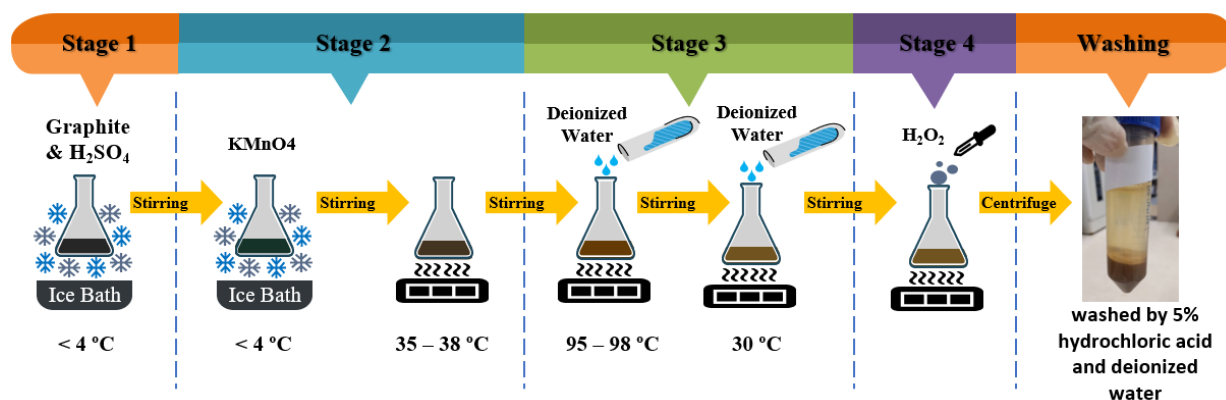 Stage 1
Stage 2
Stage 3
Stage 4
Washing
Graphite
& H₂SO₄
KMnO4
Deionized
Water
Deionized
Water
H₂O₂
Stirring
Stirring
Stirring
Stirring
Stirring
Centrifuge
Ice Bath
Ice Bath
< 4 ºC
< 4 ºC
35 – 38 ºC
95 – 98 ºC
30 ºC
washed by 5%
hydrochloric acid
and deionized
water